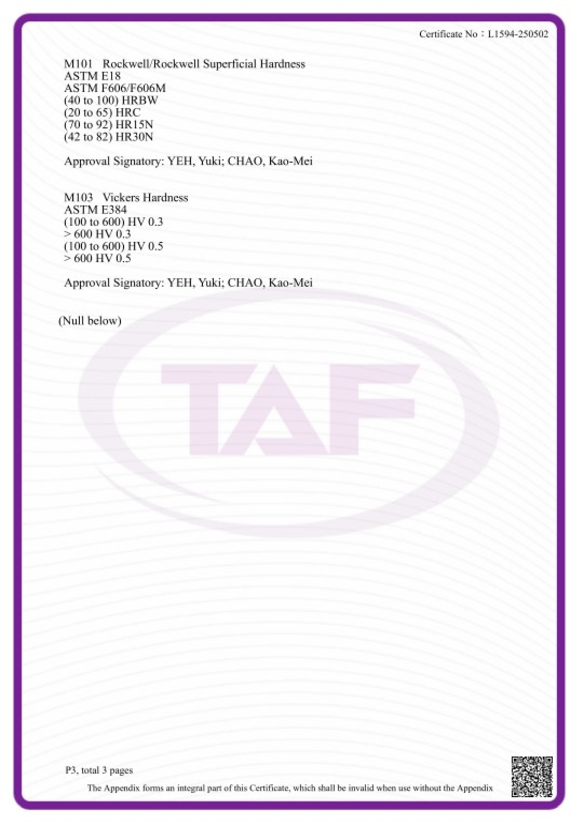 Certificate No：L1594-250502
M101 Rockwell/Rockwell Superficial Hardness
ASTM E18
ASTM F606/F606M
(40 to 100) HRBW
(20 to 65) HRC
(70 to 92) HR15N
(42 to 82) HR30N
Approval Signatory: YEH, Yuki; CHAO, Kao-Mei
M103 Vickers Hardness
ASTM E384
(100 to 600) HV 0.3
> 600 HV 0.3
(100 to 600) HV 0.5
> 600 HV 0.5
Approval Signatory: YEH, Yuki; CHAO, Kao-Mei
(Null below)
TAF
P3, total 3 pages
The Appendix forms an integral part of this Certificate, which shall be invalid when use without the Appendix